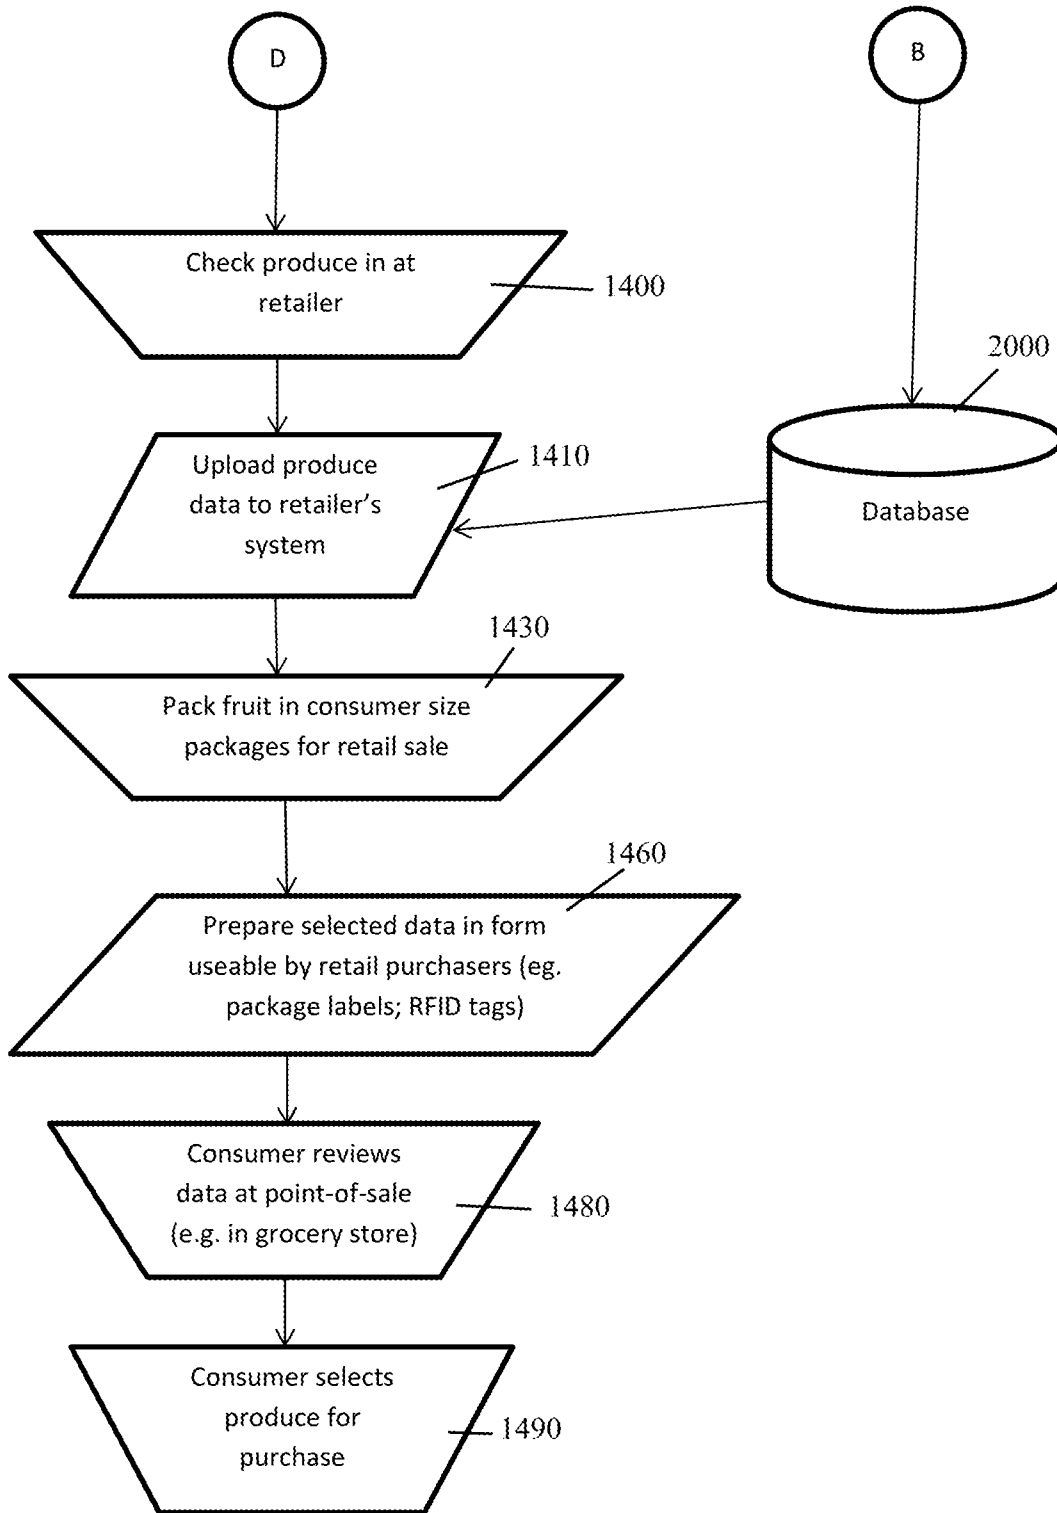 D
B
Check produce in at
retailer
1400
2000
Upload produce
data to retailer's
system
1410
Database
1430
Pack fruit in consumer size
packages for retail sale
1460
Prepare selected data in form
useable by retail purchasers (eg.
package labels; RFID tags)
Consumer reviews
data at point-of-sale
(e.g. in grocery store)
1480
Consumer selects
produce for
purchase
1490